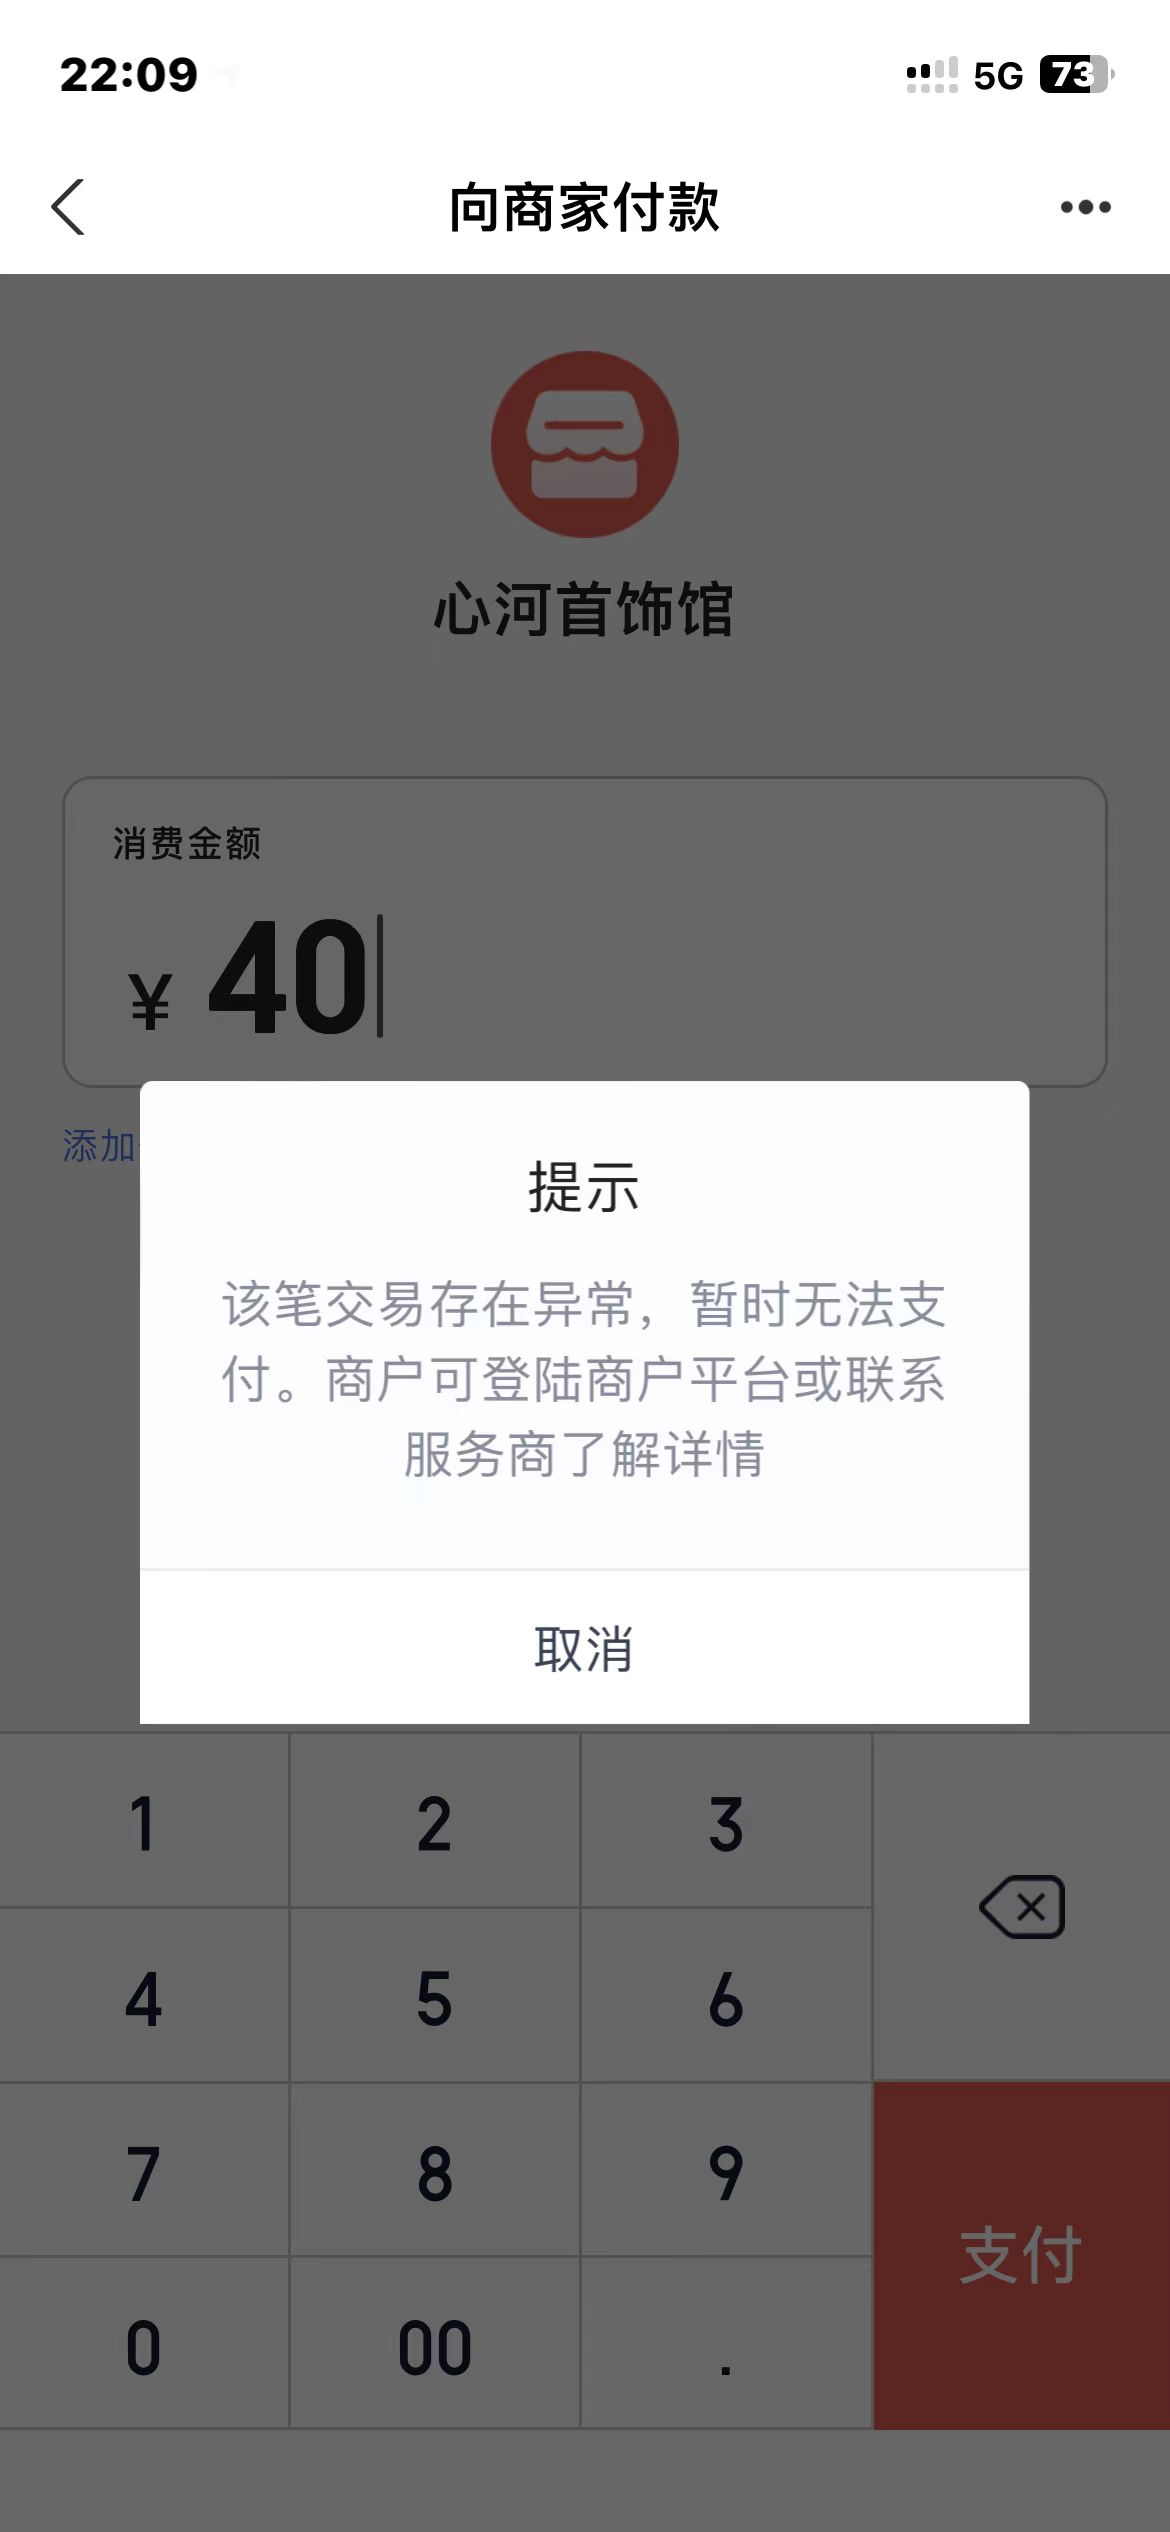 22:09
5G
73
向商家付款
心河首饰馆
消费金额
¥ 40
添加
提示
该笔交易存在异常，暂时无法支
付。商户可登陆商户平台或联系
服务商了解详情
取消
1 2 3
4 5 6
7 8 9
支付
0 00 .